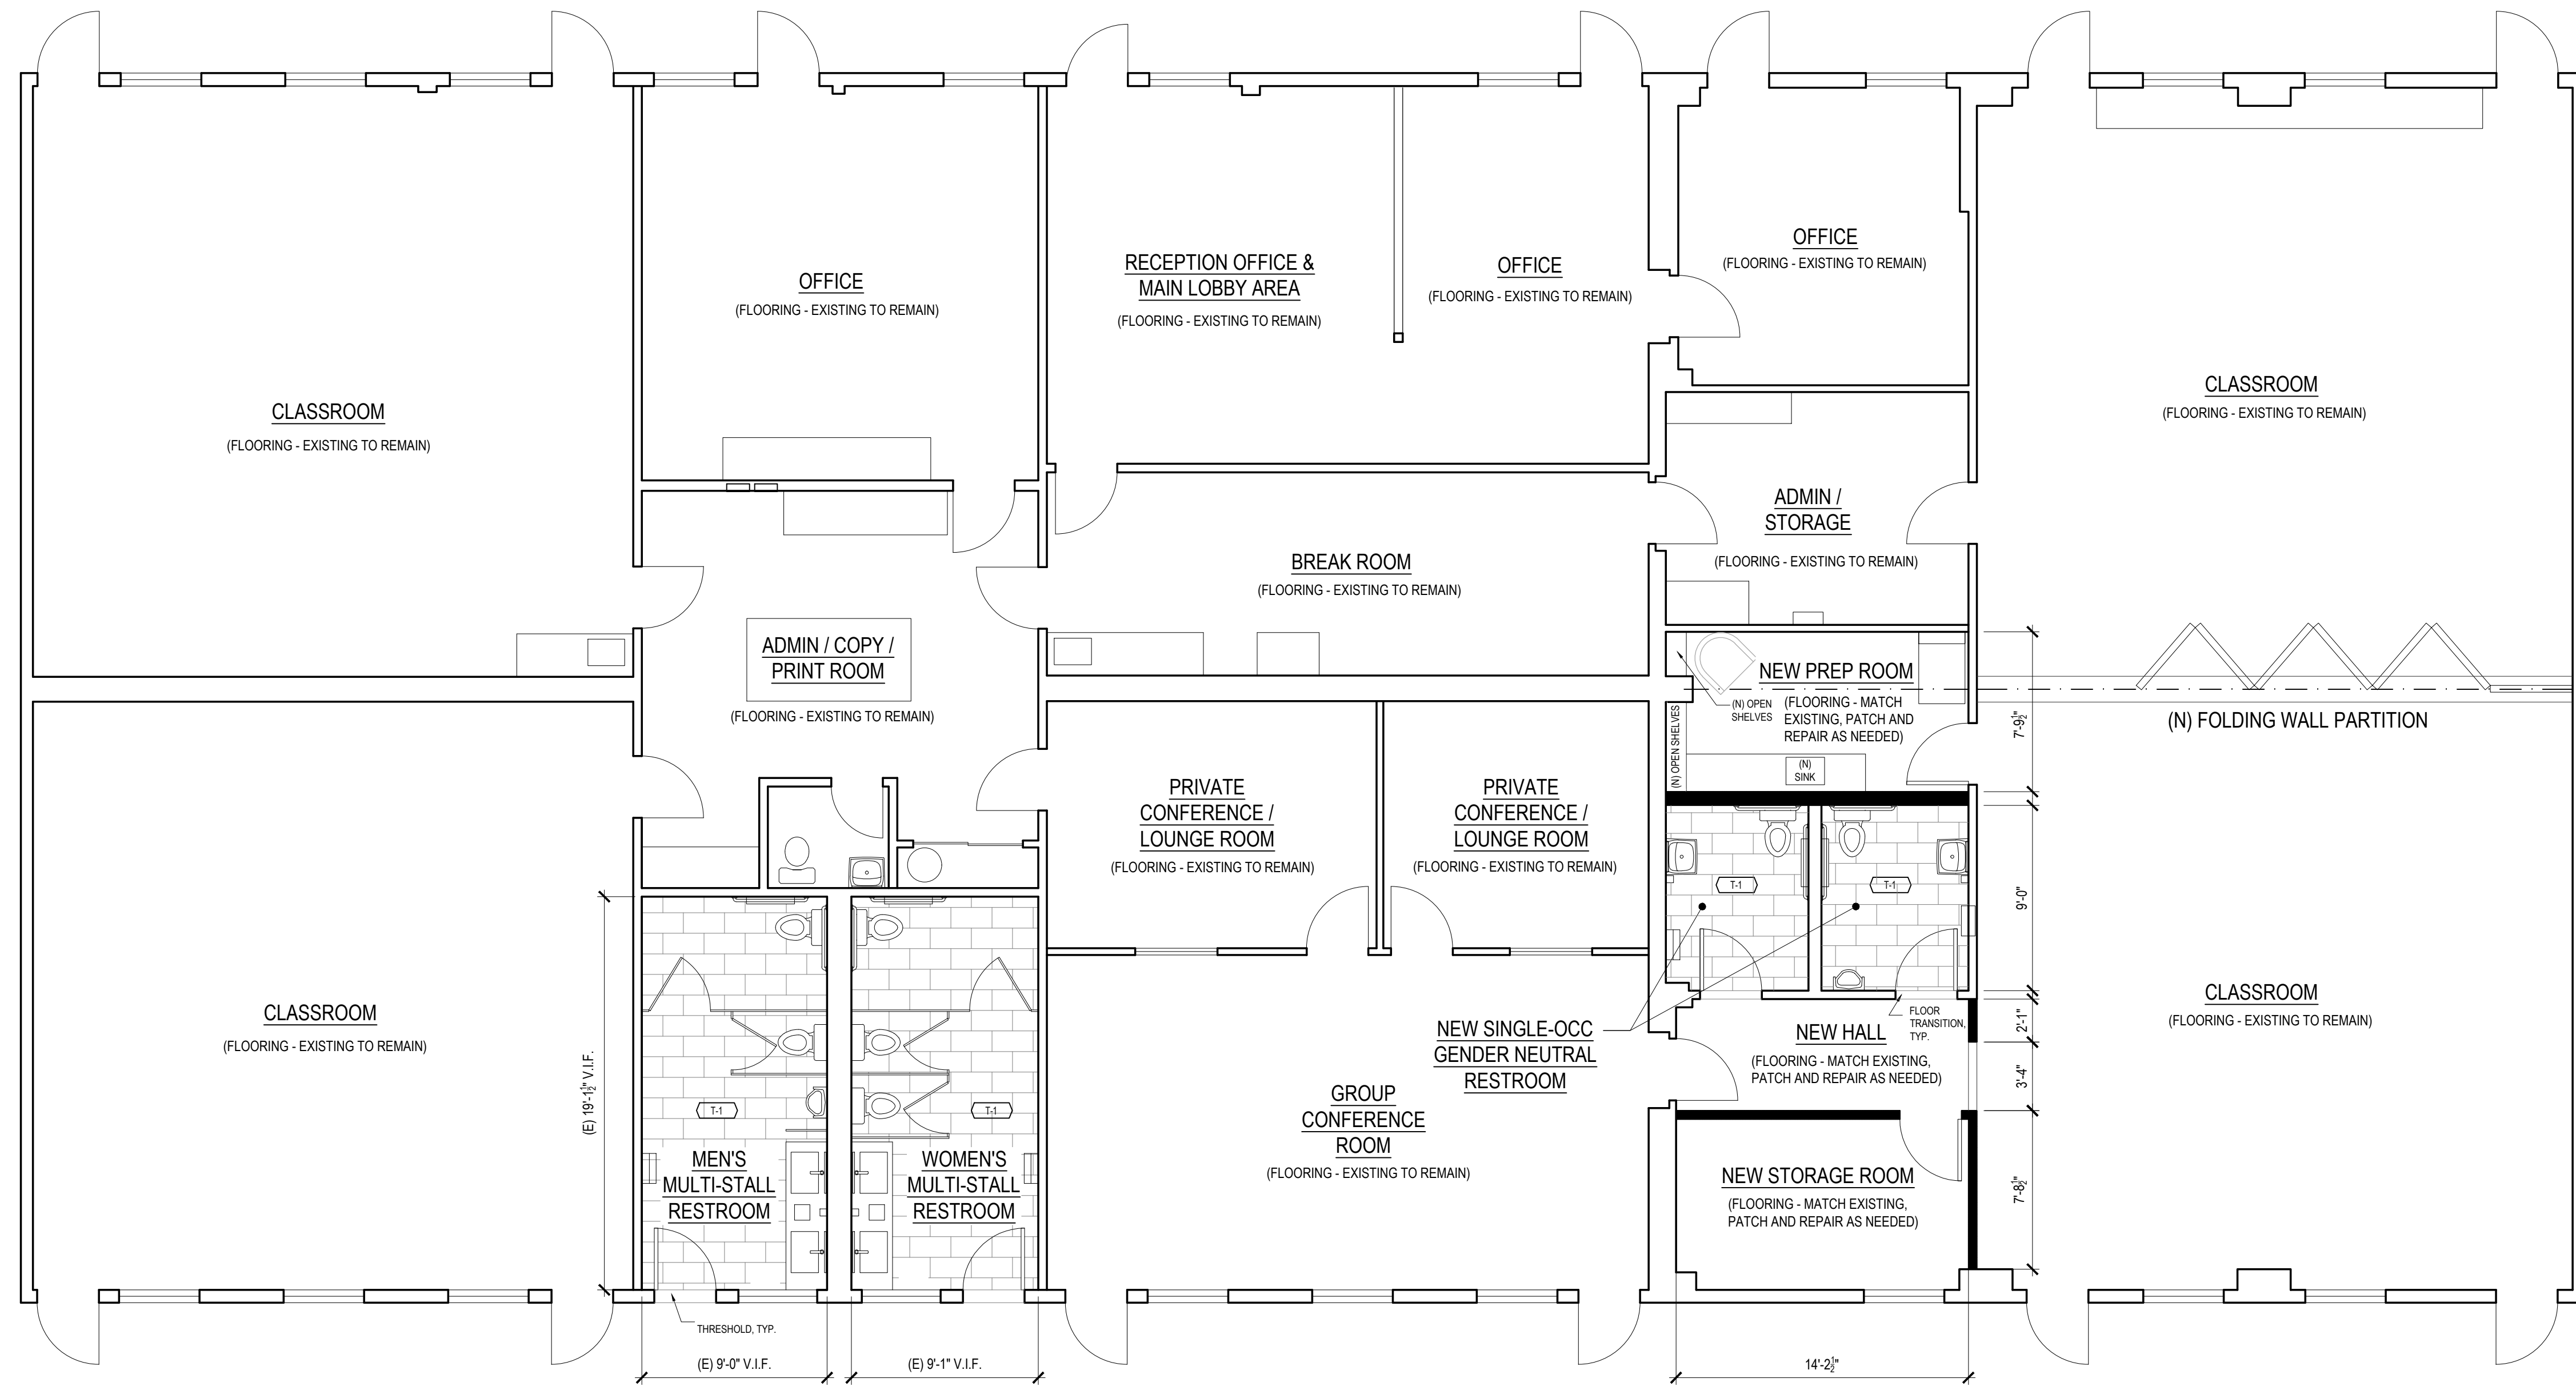 CLASSROOM
(FLOORING - EXISTING TO REMAIN)
OFFICE
(FLOORING - EXISTING TO REMAIN)
RECEPTION OFFICE &
MAIN LOBBY AREA
(FLOORING - EXISTING TO REMAIN)
OFFICE
(FLOORING - EXISTING TO REMAIN)
OFFICE
(FLOORING - EXISTING TO REMAIN)
CLASSROOM
(FLOORING - EXISTING TO REMAIN)
ADMIN /
STORAGE
(FLOORING - EXISTING TO REMAIN)
BREAK ROOM
(FLOORING - EXISTING TO REMAIN)
ADMIN / COPY /
PRINT ROOM
(FLOORING - EXISTING TO REMAIN)
NEW PREP ROOM
(FLOORING - MATCH
EXISTING, PATCH AND
REPAIR AS NEEDED)
(N) OPEN
SHELVES
(N) OPEN SHELVES
(N)
SINK
(N) FOLDING WALL PARTITION
7'-9½"
PRIVATE
CONFERENCE /
LOUNGE ROOM
(FLOORING - EXISTING TO REMAIN)
PRIVATE
CONFERENCE /
LOUNGE ROOM
(FLOORING - EXISTING TO REMAIN)
T-1
T-1
9'-0"
CLASSROOM
(FLOORING - EXISTING TO REMAIN)
CLASSROOM
(FLOORING - EXISTING TO REMAIN)
NEW SINGLE-OCC
GENDER NEUTRAL
RESTROOM
NEW HALL
(FLOORING - MATCH EXISTING,
PATCH AND REPAIR AS NEEDED)
FLOOR
TRANSITION,
TYP.
2'-1"
3'-4"
(E) 19'-1½" V.I.F.
T-1
T-1
GROUP
CONFERENCE
ROOM
(FLOORING - EXISTING TO REMAIN)
MEN'S
MULTI-STALL
RESTROOM
WOMEN'S
MULTI-STALL
RESTROOM
NEW STORAGE ROOM
(FLOORING - MATCH EXISTING,
PATCH AND REPAIR AS NEEDED)
7'-8½"
THRESHOLD, TYP.
(E) 9'-0" V.I.F.
(E) 9'-1" V.I.F.
14'-2½"